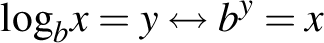 log_b x = y ↔ b^y = x